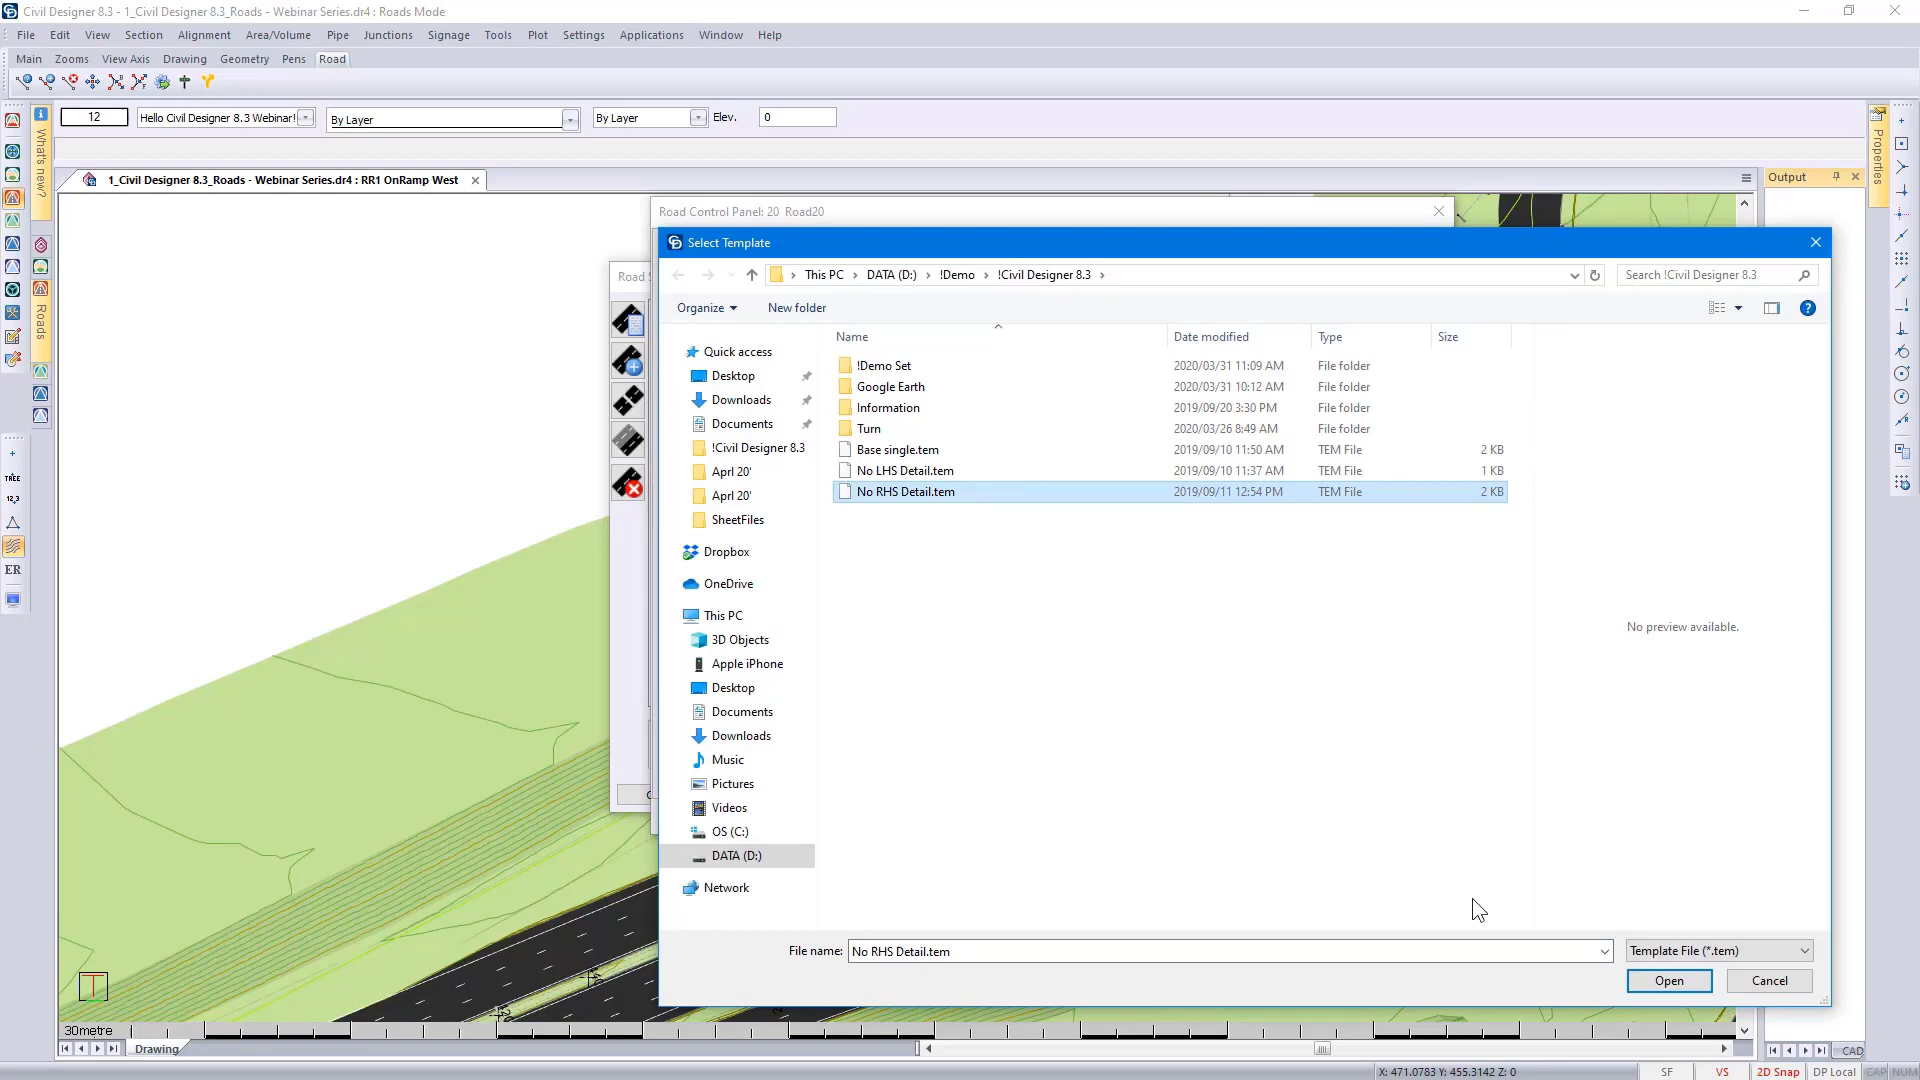 Civil Designer 8.3 - 1_Civil Designer 8.3_Roads - Webinar Series.dr4 : Roads Mode
File Edit View Section Alignment Area/Volume Pipe Junctions Signage Tools Plot Settings Applications Window Help
Main Zooms View Axis Drawing Geometry Pens Road
12 Hello Civil Designer 8.3 Webinar! By Layer By Layer Elev. 0
What's new?
Properties
1_Civil Designer 8.3_Roads - Webinar Series.dr4 : RR1 OnRamp West
Output
Road Control Panel: 20 Road20
Select Template
Road
This PC > DATA (D:) > !Demo > !Civil Designer 8.3 >
Search !Civil Designer 8.3
Organize New folder
Name Date modified Type Size
Roads
Quick access
Desktop
Downloads
Documents
!Civil Designer 8.3
Aprl 20'
Aprl 20'
SheetFiles
Dropbox
OneDrive
This PC
3D Objects
Apple iPhone
Desktop
Documents
Downloads
Music
Pictures
Videos
OS (C:)
DATA (D:)
Network
!Demo Set 2020/03/31 11:09 AM File folder
Google Earth 2020/03/31 10:12 AM File folder
Information 2019/09/20 3:30 PM File folder
Turn 2020/03/26 8:49 AM File folder
Base single.tem 2019/09/10 11:50 AM TEM File 2 KB
No LHS Detail.tem 2019/09/10 11:37 AM TEM File 1 KB
No RHS Detail.tem 2019/09/11 12:54 PM TEM File 2 KB
No preview available.
TREE
12.3
ER
File name: No RHS Detail.tem Template File (*.tem)
Open Cancel
30metre
Drawing
CAD
X: 471.0783 Y: 455.3142 Z: 0 SF VS 2D Snap DP Local CAP NUM